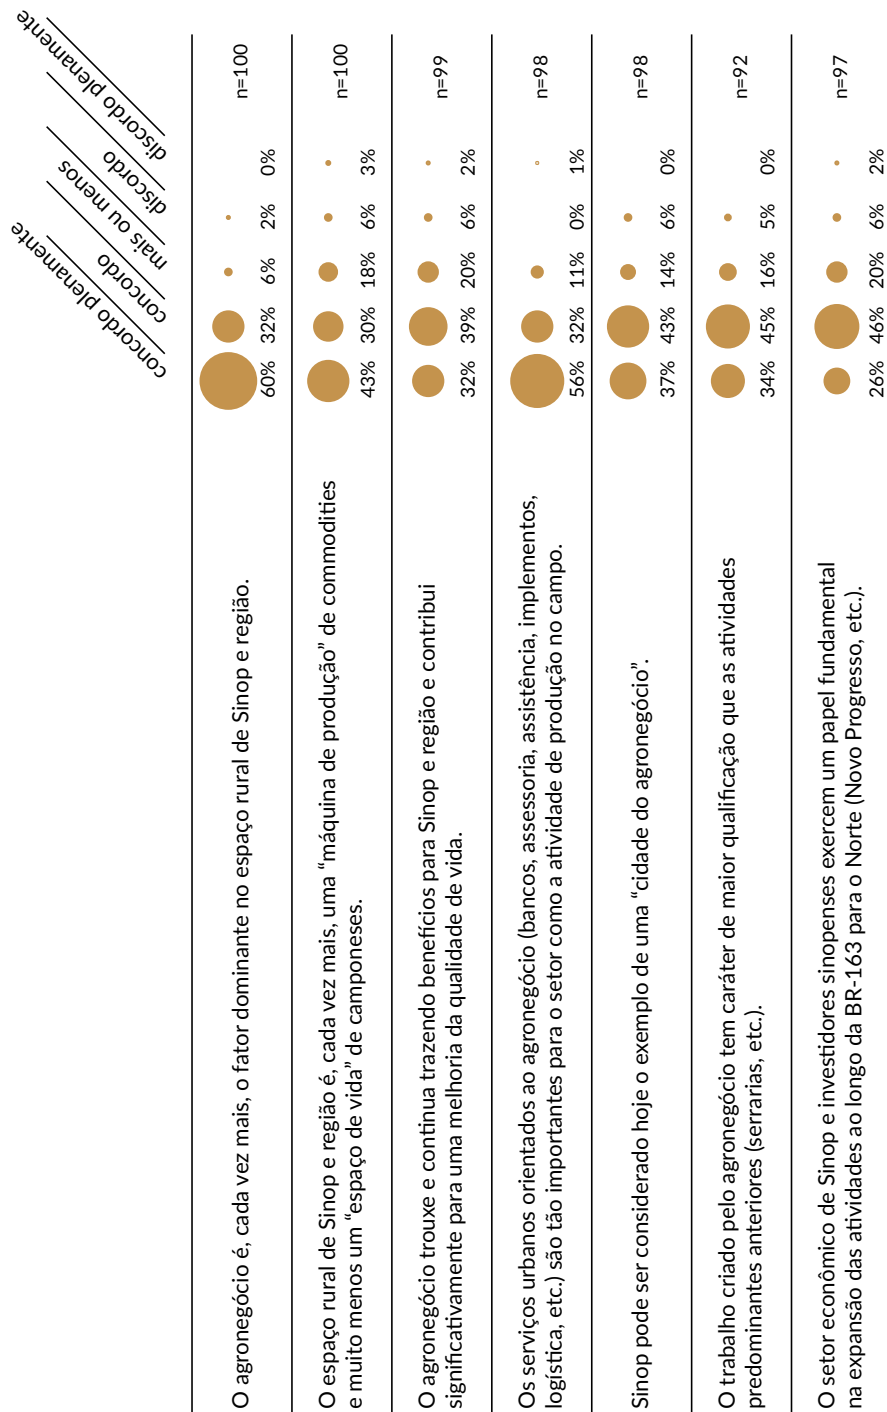 concordo plenamente
concordo
mais ou menos
discordo
discordo plenamente
O agronegócio é, cada vez mais, o fator dominante no espaço rural de Sinop e região.
60% 32% 6% 2% 0% n=100
O espaço rural de Sinop e região é, cada vez mais, uma “máquina de produção” de commodities
e muito menos um “espaço de vida” de camponeses.
43% 30% 18% 6% 3% n=100
O agronegócio trouxe e continua trazendo benefícios para Sinop e região e contribui
significativamente para uma melhoria da qualidade de vida.
32% 39% 20% 6% 2% n=99
Os serviços urbanos orientados ao agronegócio (bancos, assessoria, assistência, implementos,
logística, etc.) são tão importantes para o setor como a atividade de produção no campo.
56% 32% 11% 0% 1% n=98
Sinop pode ser considerado hoje o exemplo de uma “cidade do agronegócio”.
37% 43% 14% 6% 0% n=98
O trabalho criado pelo agronegócio tem caráter de maior qualificação que as atividades
predominantes anteriores (serrarias, etc.).
34% 45% 16% 5% 0% n=92
O setor econômico de Sinop e investidores sinopenses exercem um papel fundamental
na expansão das atividades ao longo da BR-163 para o Norte (Novo Progresso, etc.).
26% 46% 20% 6% 2% n=97